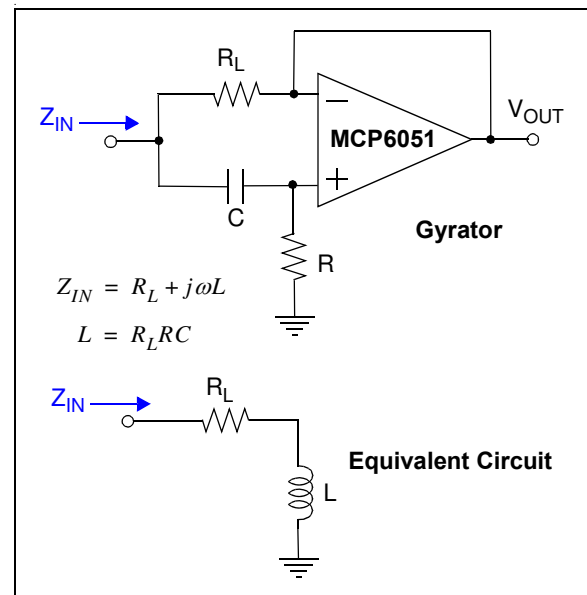 R_L
Z_IN
−
MCP6051
V_OUT
+
C
Gyrator
R
Z_IN = R_L + jωL
L = R_L RC
Z_IN
R_L
Equivalent Circuit
L